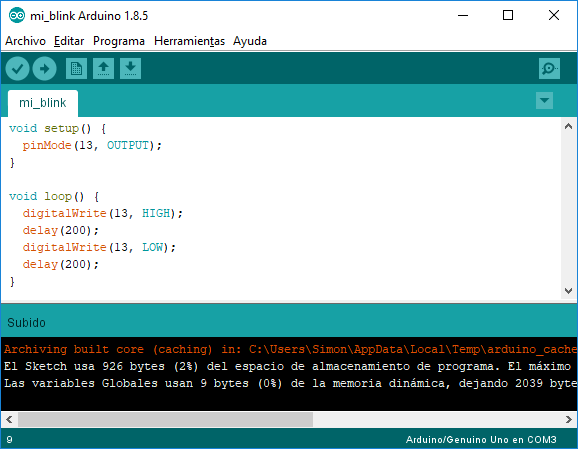 mi_blink Arduino 1.8.5
Archivo Editar Programa Herramientas Ayuda
mi_blink
void setup() {
  pinMode(13, OUTPUT);
}
void loop() {
  digitalWrite(13, HIGH);
  delay(200);
  digitalWrite(13, LOW);
  delay(200);
}
Subido
Archiving built core (caching) in: C:\Users\Simon\AppData\Local\Temp\arduino_cache
El Sketch usa 926 bytes (2%) del espacio de almacenamiento de programa. El máximo
Las variables Globales usan 9 bytes (0%) de la memoria dinámica, dejando 2039 byte
9 Arduino/Genuino Uno en COM3